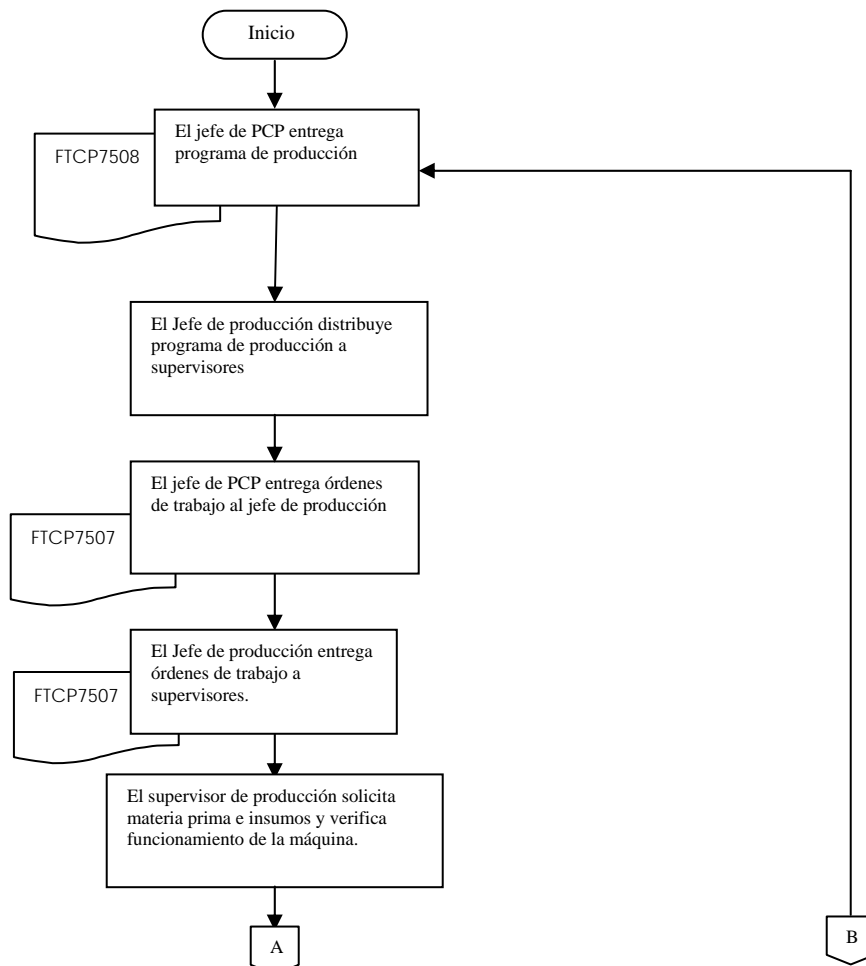 Inicio
El jefe de PCP entrega
programa de producción
FTCP7508
El Jefe de producción distribuye
programa de producción a
supervisores
El jefe de PCP entrega órdenes
de trabajo al jefe de producción
FTCP7507
El Jefe de producción entrega
órdenes de trabajo a
supervisores.
FTCP7507
El supervisor de producción solicita
materia prima e insumos y verifica
funcionamiento de la máquina.
A
B